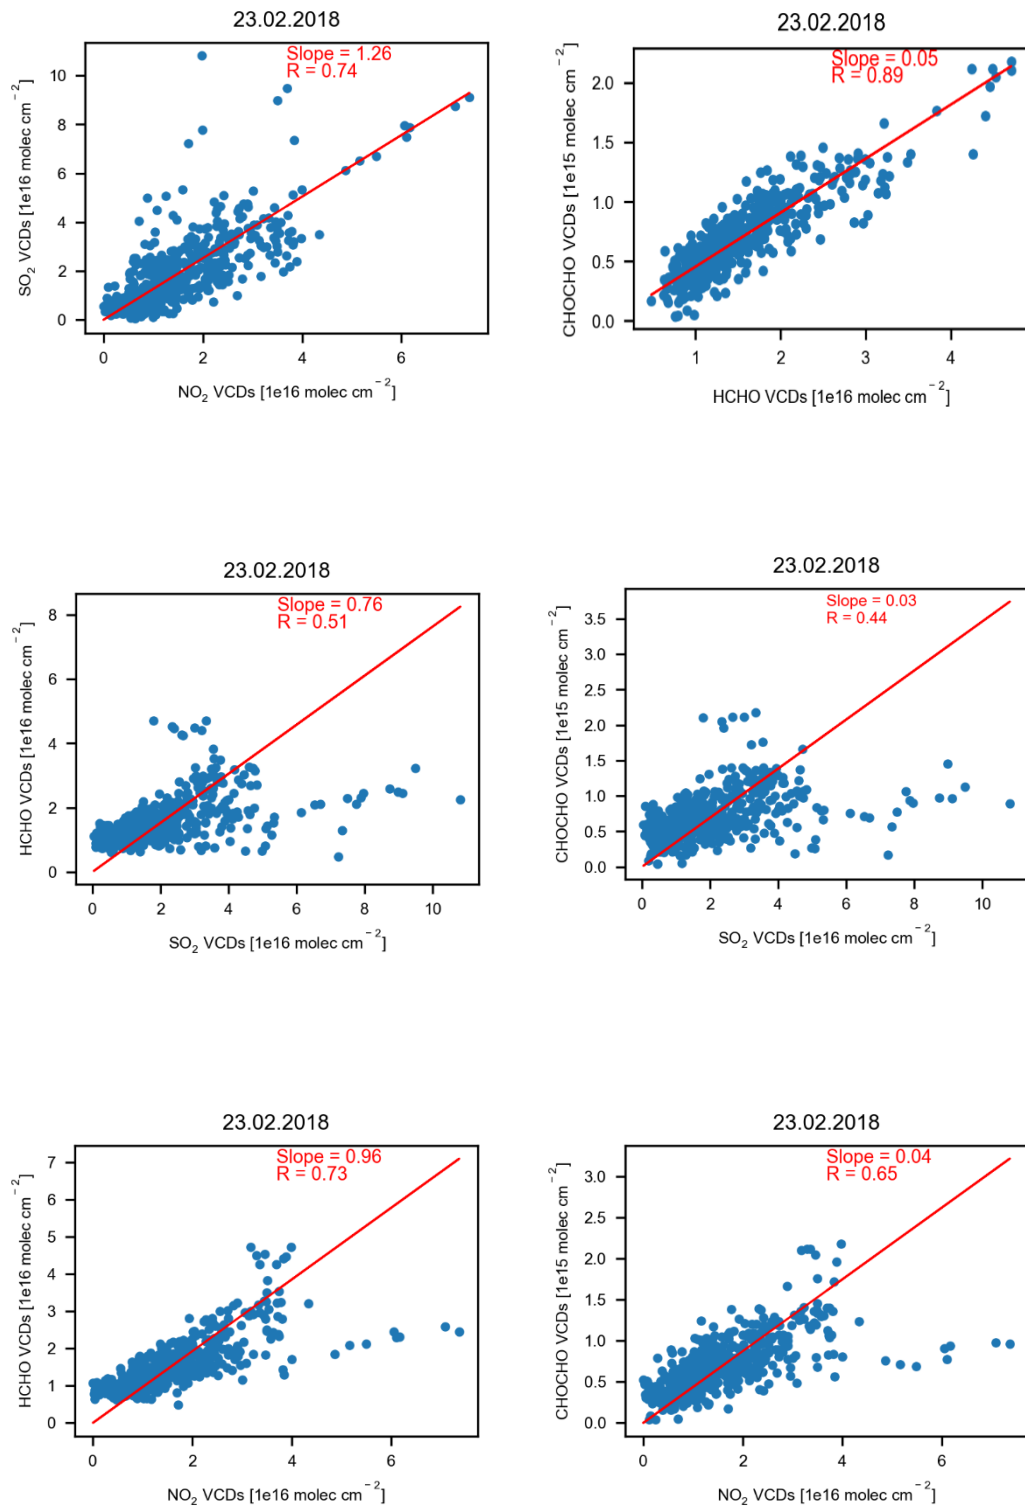 23.02.2018
Slope = 1.26
R = 0.74
SO₂ VCDs [1e16 molec cm⁻²]
10
8
6
4
2
0
0 2 4 6
NO₂ VCDs [1e16 molec cm⁻²]
23.02.2018
Slope = 0.05
R = 0.89
CHOCHO VCDs [1e15 molec cm⁻²]
2.0
1.5
1.0
0.5
0.0
1 2 3 4
HCHO VCDs [1e16 molec cm⁻²]
23.02.2018
Slope = 0.76
R = 0.51
HCHO VCDs [1e16 molec cm⁻²]
8
6
4
2
0
0 2 4 6 8 10
SO₂ VCDs [1e16 molec cm⁻²]
23.02.2018
Slope = 0.03
R = 0.44
CHOCHO VCDs [1e15 molec cm⁻²]
3.5
3.0
2.5
2.0
1.5
1.0
0.5
0.0
0 2 4 6 8 10
SO₂ VCDs [1e16 molec cm⁻²]
23.02.2018
Slope = 0.96
R = 0.73
HCHO VCDs [1e16 molec cm⁻²]
7
6
5
4
3
2
1
0
0 2 4 6
NO₂ VCDs [1e16 molec cm⁻²]
23.02.2018
Slope = 0.04
R = 0.65
CHOCHO VCDs [1e15 molec cm⁻²]
3.0
2.5
2.0
1.5
1.0
0.5
0.0
0 2 4 6
NO₂ VCDs [1e16 molec cm⁻²]